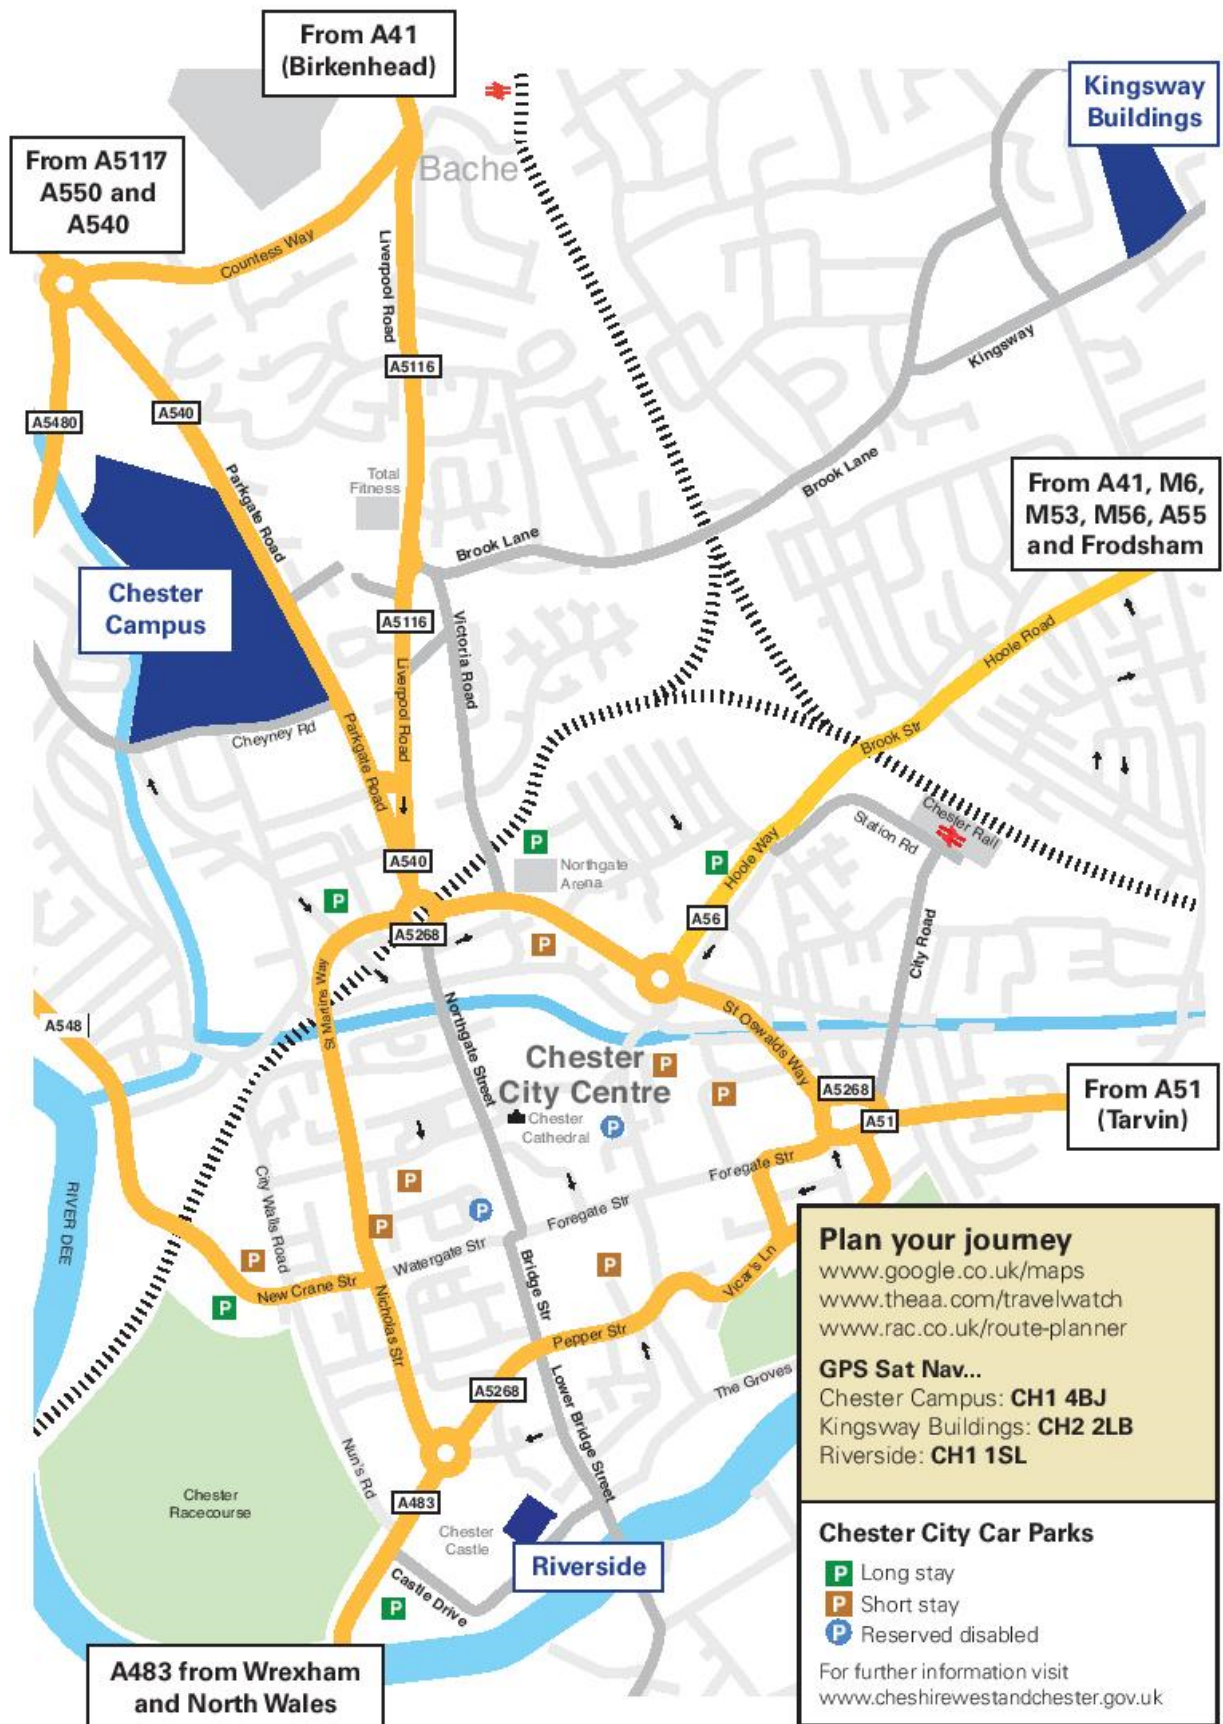 From A41
(Birkenhead)
Kingsway
Buildings
From A5117
A550 and
A540
Bache
Countess Way
Liverpool Road
A5116
Kingsway
A540
A5480
Parkgate Road
Total
Fitness
Brook Lane
From A41, M6,
M53, M56, A55
and Frodsham
Brook Lane
Chester
Campus
A5116
Victoria Road
Hoole Road
Liverpool Road
Cheyney Rd
Parkgate Road
Brook Str
Station Rd
Chester Rail
P
Northgate
Arena
P
Hoole Way
A540
P
A56
A5268
P
City Road
St Martins Way
Northgate Street
A548
St Oswalds Way
Chester
City Centre
P
P
A5268
From A51
(Tarvin)
A51
Chester
Cathedral
P
RIVER DEE
City Walls Road
P
Foregate Str
P
P
Foregate Str
Watergate Str
P
P
New Crane Str
P
Nicholas Str
Bridge Str
Vicar's Ln
Pepper Str
P
The Groves
A5268
Lower Bridge Street
Nun's Rd
Chester
Racecourse
A483
Chester
Castle
Riverside
Castle Drive
P
A483 from Wrexham
and North Wales
Plan your journey
www.google.co.uk/maps
www.theaa.com/travelwatch
www.rac.co.uk/route-planner
GPS Sat Nav...
Chester Campus: CH1 4BJ
Kingsway Buildings: CH2 2LB
Riverside: CH1 1SL
Chester City Car Parks
P Long stay
P Short stay
P Reserved disabled
For further information visit
www.cheshirewestandchester.gov.uk